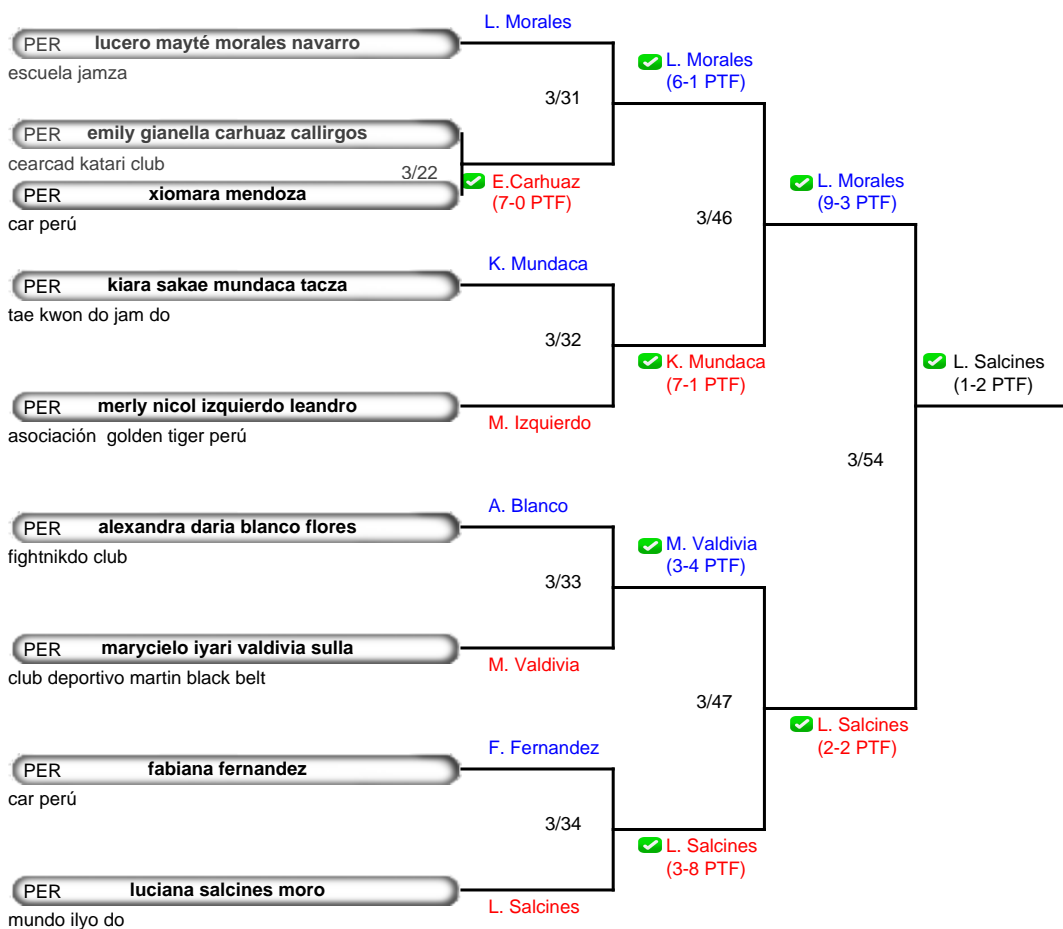 L. Morales
PER lucero mayté morales navarro
escuela jamza
L. Morales
(6-1 PTF)
3/31
PER emily gianella carhuaz callirgos
cearcad katari club
3/22
E.Carhuaz
(7-0 PTF)
PER xiomara mendoza
car perú
L. Morales
(9-3 PTF)
3/46
K. Mundaca
PER kiara sakae mundaca tacza
tae kwon do jam do
3/32
K. Mundaca
(7-1 PTF)
L. Salcines
(1-2 PTF)
PER merly nicol izquierdo leandro
asociación  golden tiger perú
M. Izquierdo
3/54
A. Blanco
PER alexandra daria blanco flores
fightnikdo club
M. Valdivia
(3-4 PTF)
3/33
PER marycielo iyari valdivia sulla
club deportivo martin black belt
M. Valdivia
3/47
L. Salcines
(2-2 PTF)
F. Fernandez
PER fabiana fernandez
car perú
3/34
L. Salcines
(3-8 PTF)
PER luciana salcines moro
mundo ilyo do
L. Salcines